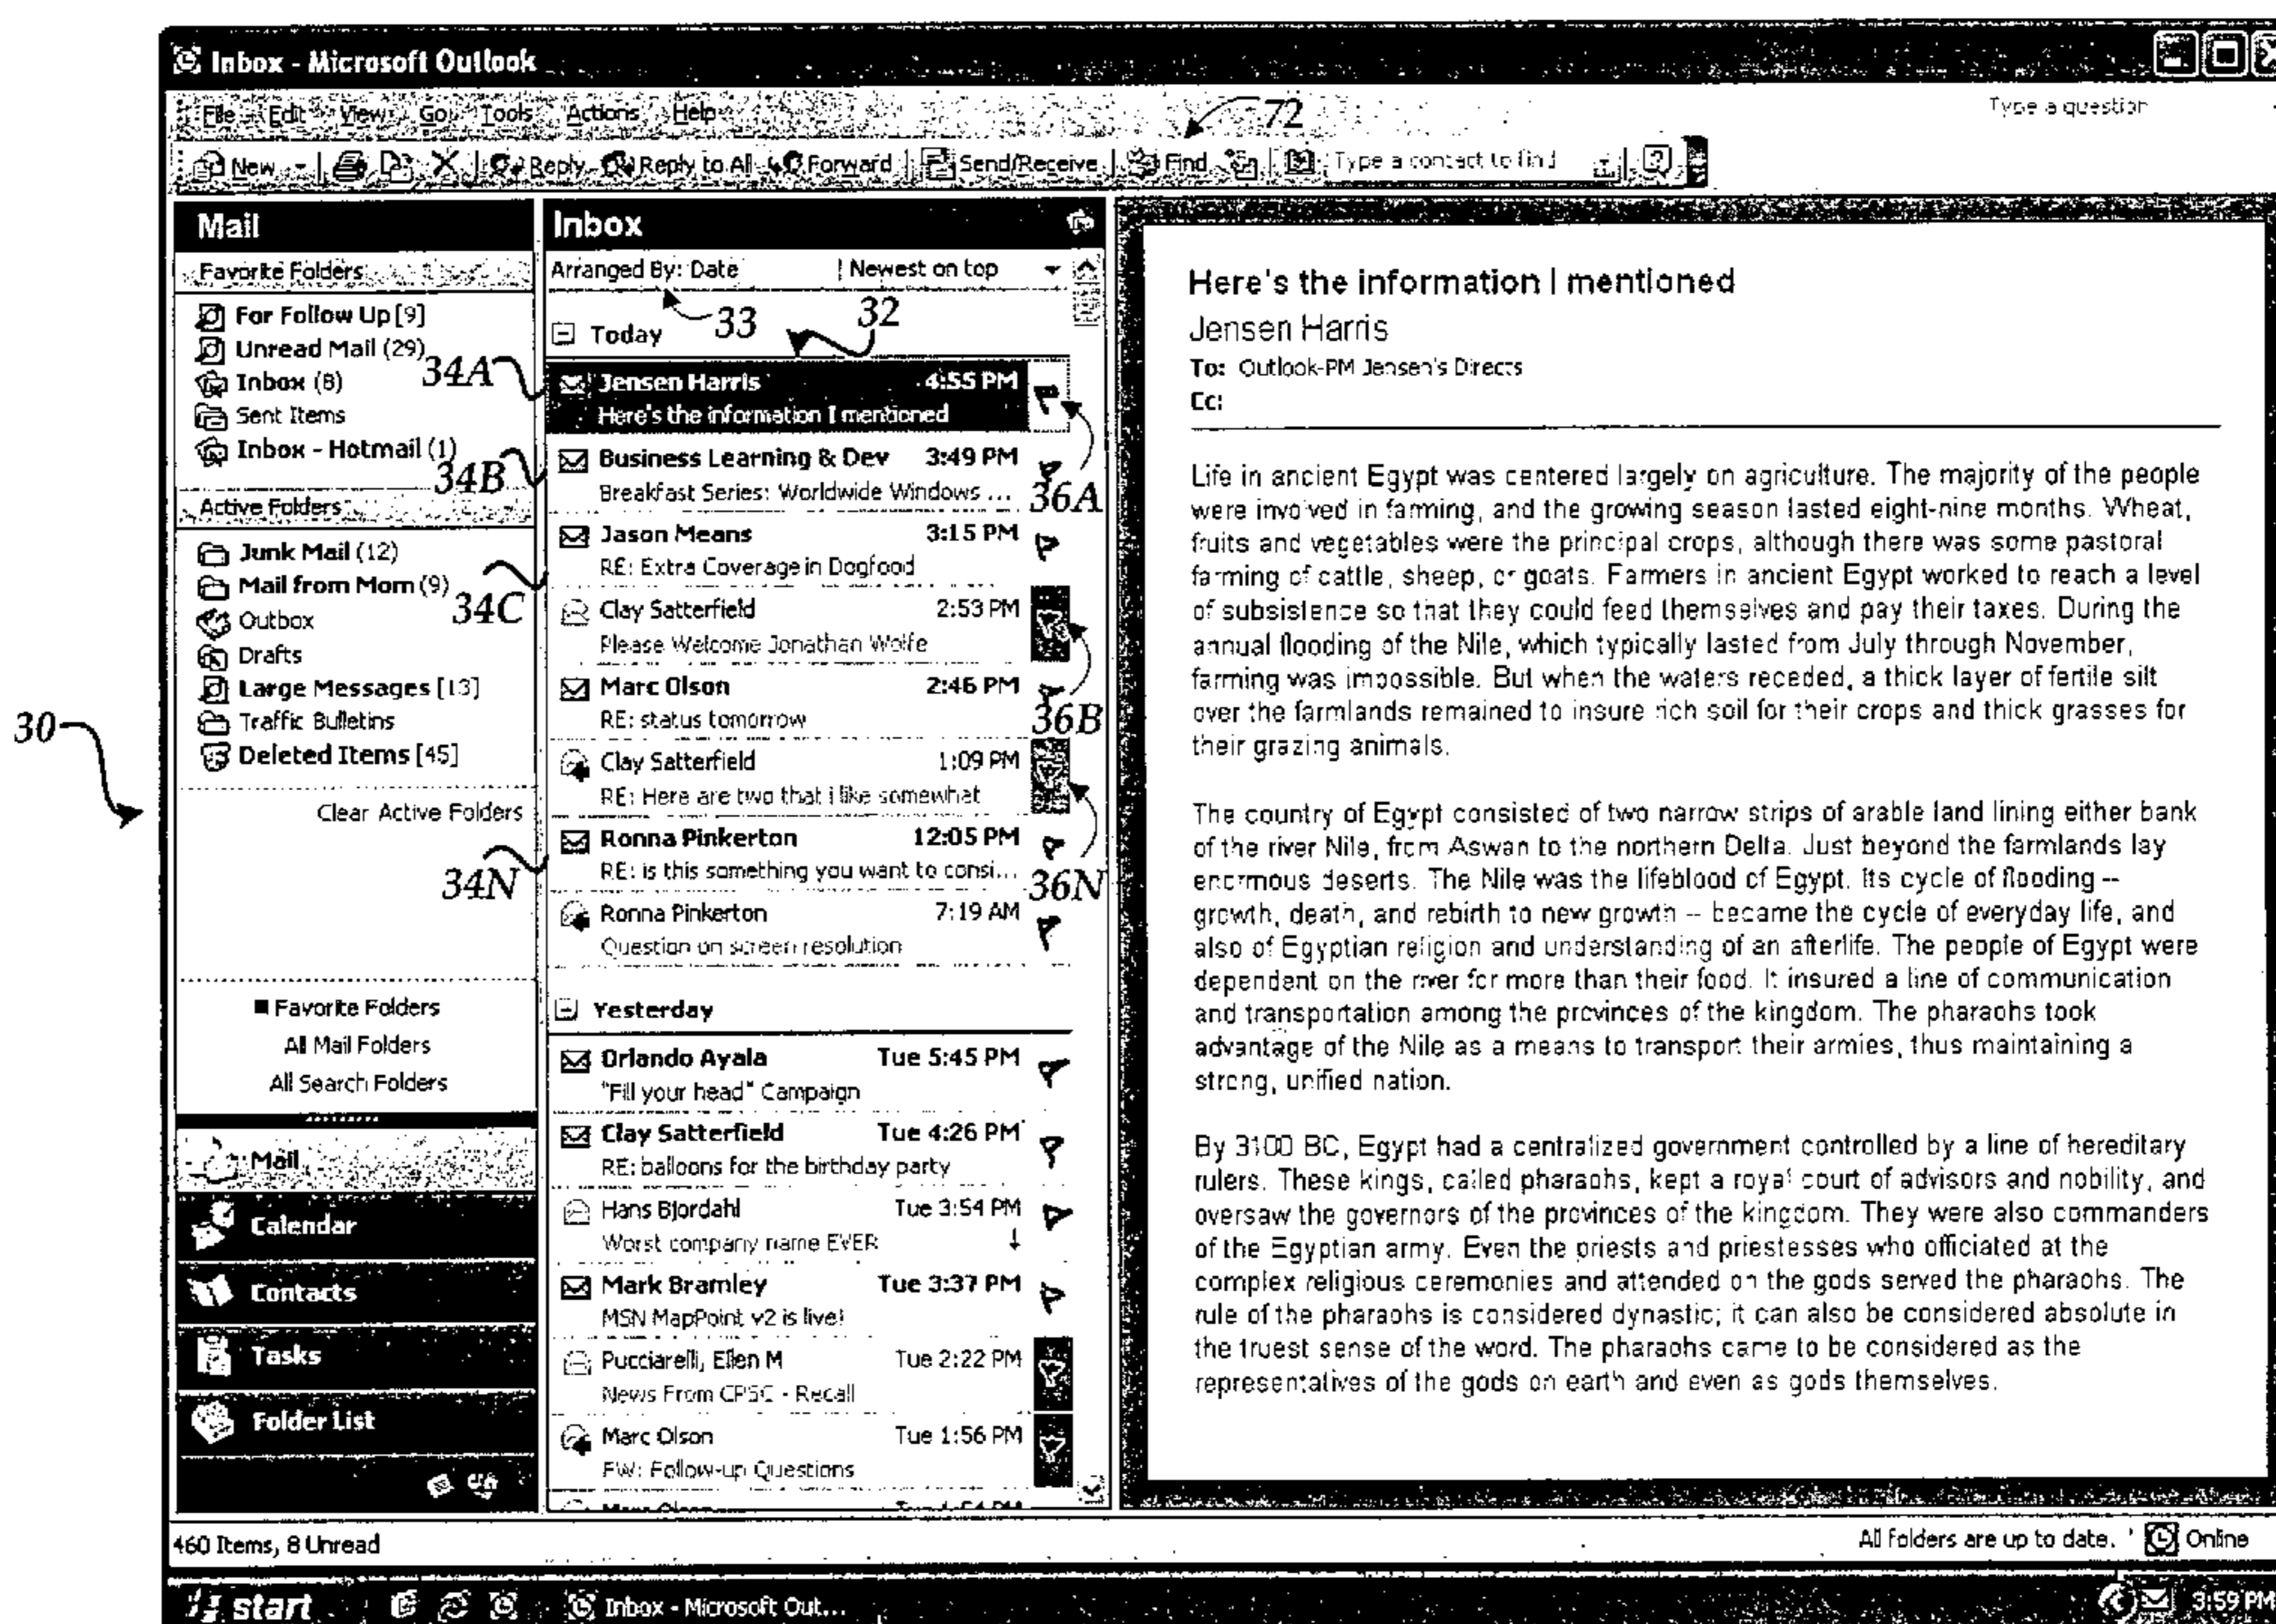 Inbox - Microsoft Outlook
File Edit View Go Tools Actions Help
72
Type a question
New Reply Reply to All Forward Send/Receive Find Type a contact to find
Mail
Favorite Folders
For Follow Up [9]
Unread Mail (29)
Inbox (8)
Sent Items
Inbox - Hotmail (1)
Active Folders
Junk Mail (12)
Mail from Mom (9)
Outbox
Drafts
Large Messages [13]
Traffic Bulletins
Deleted Items [45]
Clear Active Folders
Favorite Folders
All Mail Folders
All Search Folders
Mail
Calendar
Contacts
Tasks
Folder List
30
34A
34B
34C
34N
Inbox
Arranged By: Date Newest on top
33
32
Today
Jensen Harris 4:55 PM
Here's the information I mentioned
Business Learning & Dev 3:49 PM
Breakfast Series: Worldwide Windows ...
36A
Jason Means 3:15 PM
RE: Extra Coverage in Dogfood
Clay Satterfield 2:53 PM
Please Welcome Jonathan Wolfe
Marc Olson 2:46 PM
RE: status tomorrow
36B
Clay Satterfield 1:09 PM
RE: Here are two that i like somewhat
Ronna Pinkerton 12:05 PM
RE: is this something you want to consi...
36N
Ronna Pinkerton 7:19 AM
Question on screen resolution
Yesterday
Orlando Ayala Tue 5:45 PM
"Fill your head" Campaign
Clay Satterfield Tue 4:26 PM
RE: balloons for the birthday party
Hans Bjordahl Tue 3:54 PM
Worst company name EVER
Mark Bramley Tue 3:37 PM
MSN MapPoint v2 is live!
Pucciarelli, Ellen M Tue 2:22 PM
News From CPSC - Recall
Marc Olson Tue 1:56 PM
FW: Follow-up Questions
Here's the information I mentioned
Jensen Harris
To: Outlook-PM Jensen's Directs
Cc:
Life in ancient Egypt was centered largely on agriculture. The majority of the people
were involved in farming, and the growing season lasted eight-nine months. Wheat,
fruits and vegetables were the principal crops, although there was some pastoral
farming of cattle, sheep, or goats. Farmers in ancient Egypt worked to reach a level
of subsistence so that they could feed themselves and pay their taxes. During the
annual flooding of the Nile, which typically lasted from July through November,
farming was impossible. But when the waters receded, a thick layer of fertile silt
over the farmlands remained to insure rich soil for their crops and thick grasses for
their grazing animals.
The country of Egypt consisted of two narrow strips of arable land lining either bank
of the river Nile, from Aswan to the northern Delta. Just beyond the farmlands lay
enormous deserts. The Nile was the lifeblood of Egypt. Its cycle of flooding --
growth, death, and rebirth to new growth -- became the cycle of everyday life, and
also of Egyptian religion and understanding of an afterlife. The people of Egypt were
dependent on the river for more than their food. It insured a line of communication
and transportation among the provinces of the kingdom. The pharaohs took
advantage of the Nile as a means to transport their armies, thus maintaining a
strong, unified nation.
By 3100 BC, Egypt had a centralized government controlled by a line of hereditary
rulers. These kings, called pharaohs, kept a royal court of advisors and nobility, and
oversaw the governors of the provinces of the kingdom. They were also commanders
of the Egyptian army. Even the priests and priestesses who officiated at the
complex religious ceremonies and attended on the gods served the pharaohs. The
rule of the pharaohs is considered dynastic; it can also be considered absolute in
the truest sense of the word. The pharaohs came to be considered as the
representatives of the gods on earth and even as gods themselves.
460 Items, 8 Unread
All folders are up to date. Online
start Inbox - Microsoft Out... 3:59 PM